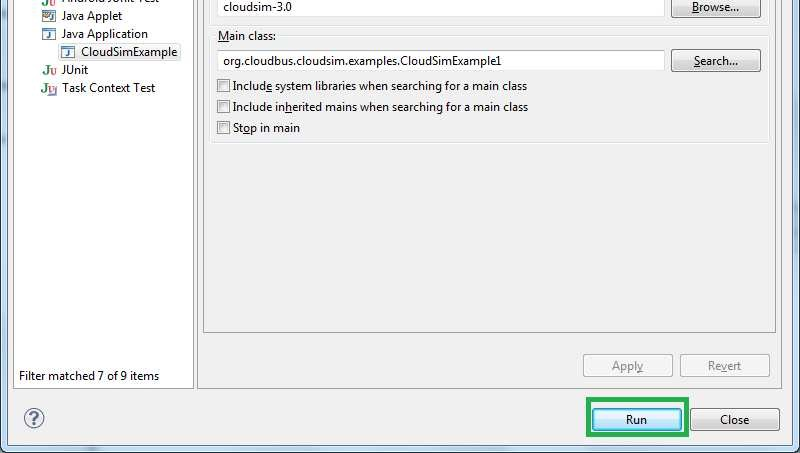 Android JUnit Test
Java Applet
Java Application
CloudSimExample
JUnit
Task Context Test
Filter matched 7 of 9 items
cloudsim-3.0
Browse...
Main class:
org.cloudbus.cloudsim.examples.CloudSimExample1
Search...
Include system libraries when searching for a main class
Include inherited mains when searching for a main class
Stop in main
Apply
Revert
Run
Close